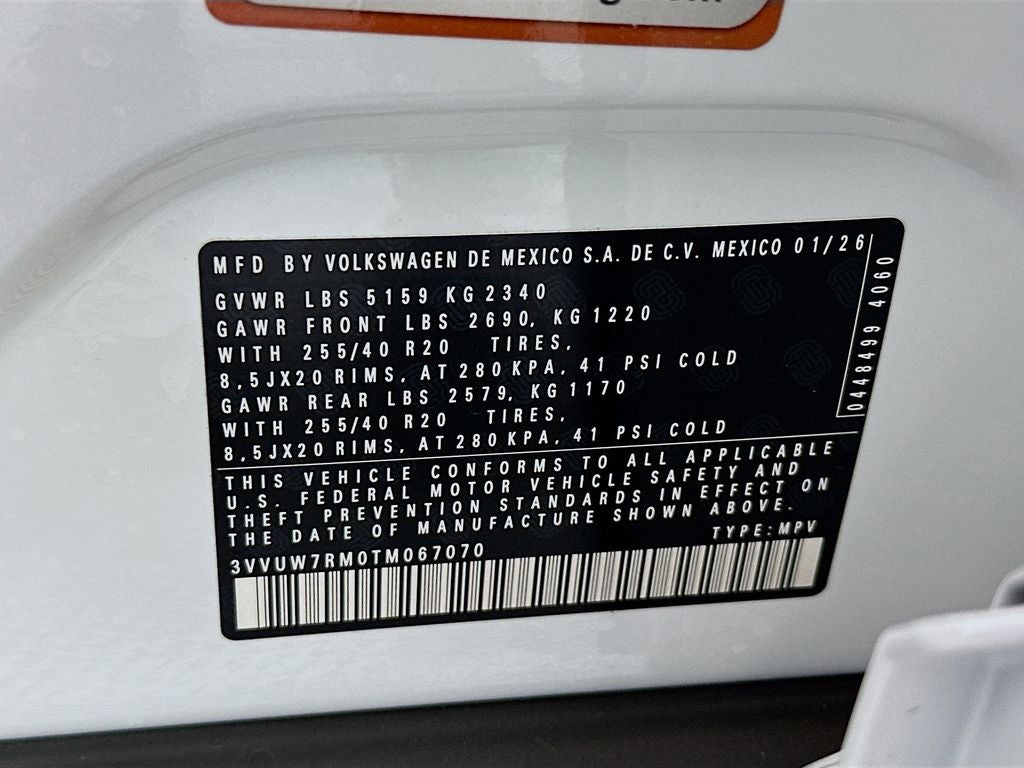 MFD BY VOLKSWAGEN DE MEXICO S.A. DE C.V. MEXICO 01/26
GVWR LBS 5159 KG 2340
GAWR FRONT LBS 2690, KG 1220
WITH 255/40 R20 TIRES,
8,5JX20 RIMS, AT 280 KPA, 41 PSI COLD
GAWR REAR LBS 2579, KG 1170
WITH 255/40 R20 TIRES,
8,5JX20 RIMS, AT 280 KPA, 41 PSI COLD
0448499 4060
THIS VEHICLE CONFORMS TO ALL APPLICABLE
U.S. FEDERAL MOTOR VEHICLE SAFETY AND
THEFT PREVENTION STANDARDS IN EFFECT ON
THE DATE OF MANUFACTURE SHOWN ABOVE.
TYPE:MPV
3VVUW7RM0TM067070